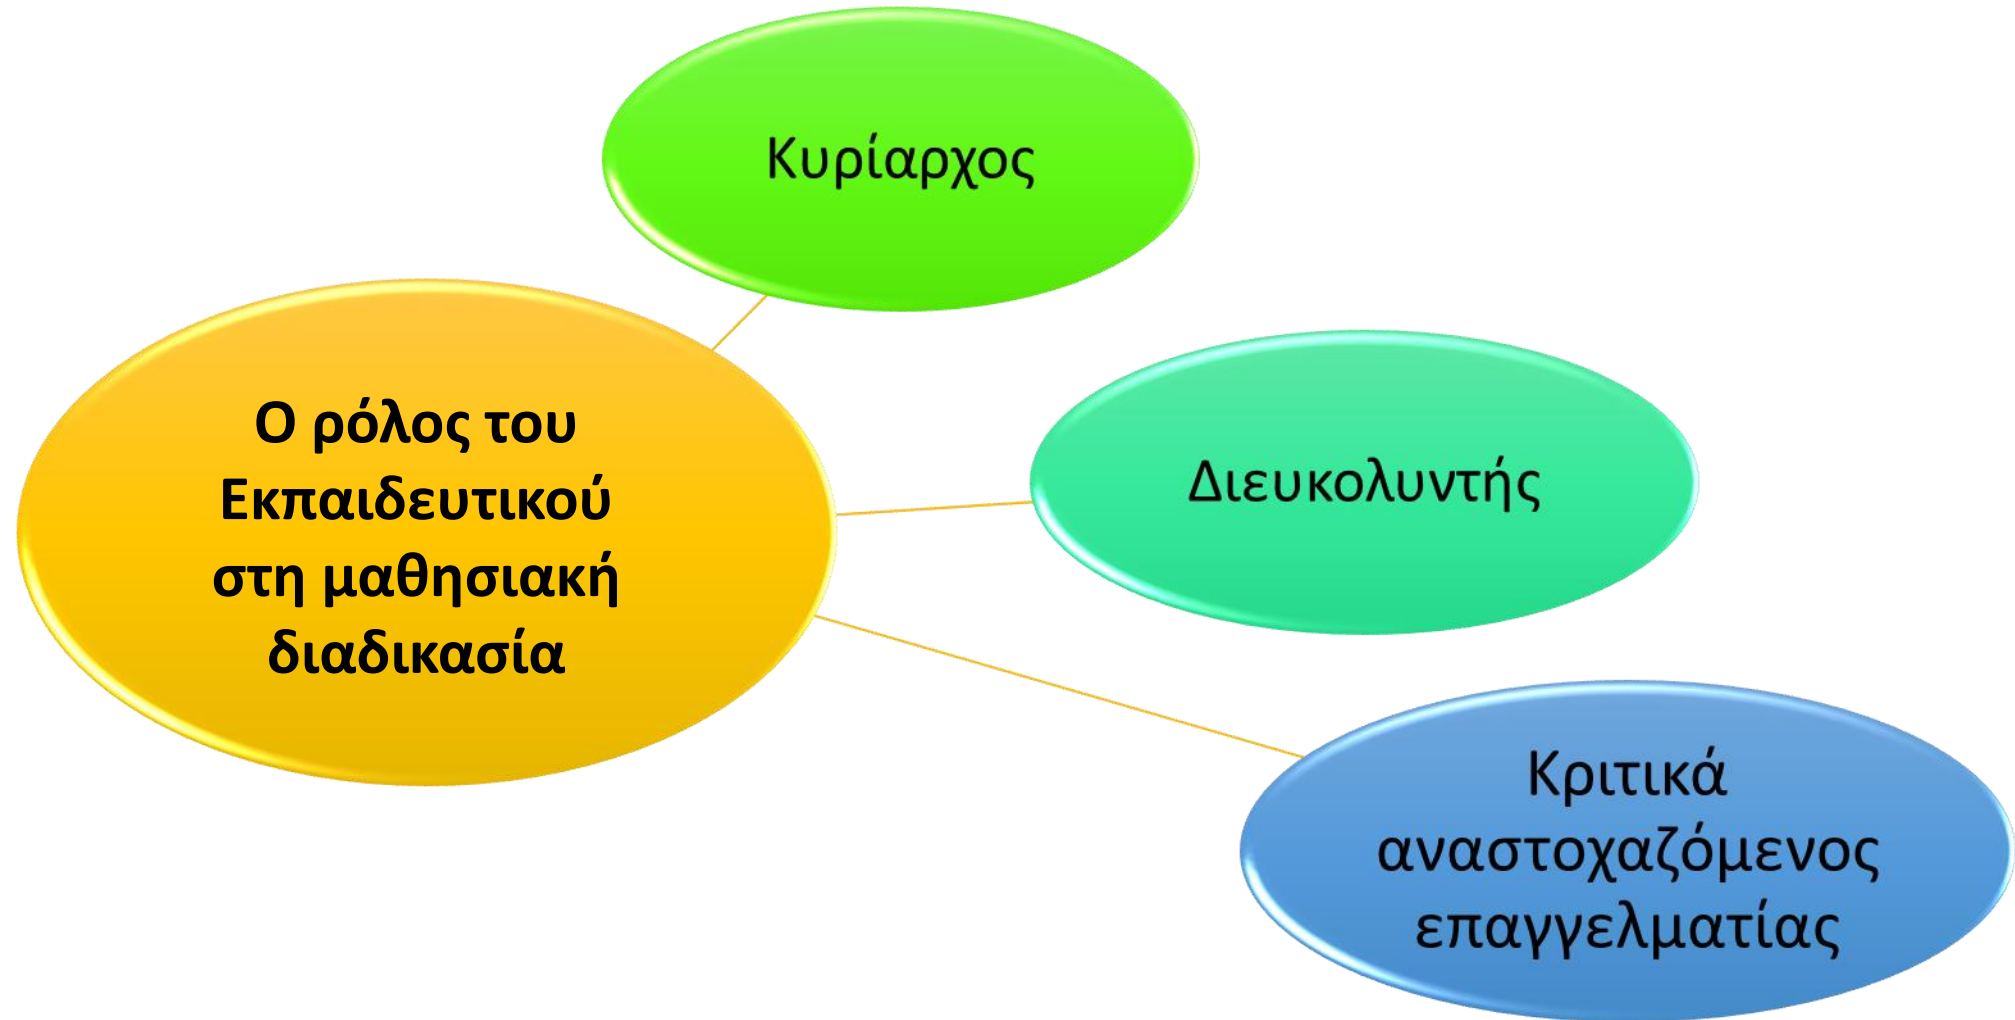 Κυρίαρχος
Ο ρόλος του
Εκπαιδευτικού
στη μαθησιακή
διαδικασία
Διευκολυντής
Κριτικά
αναστοχαζόμενος
επαγγελματίας